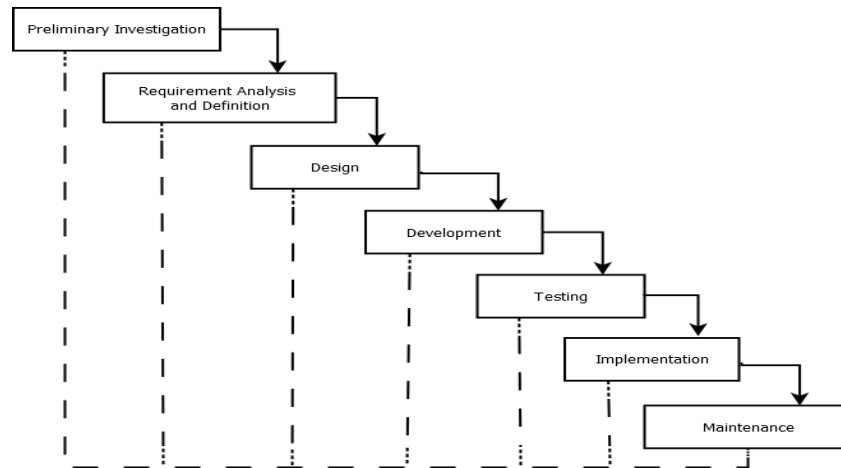 Preliminary Investigation
Requirement Analysis
and Definition
Design
Development
Testing
Implementation
Maintenance